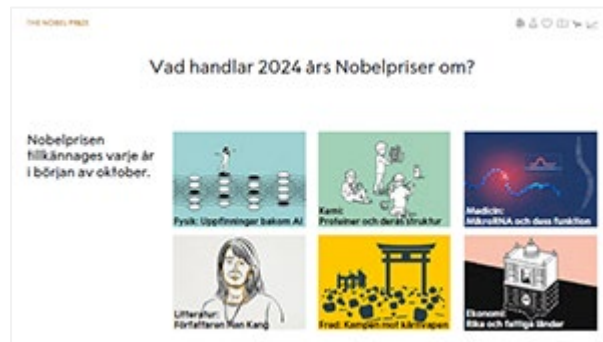 THE NOBEL PRIZE
Vad handlar 2024 års Nobelpriser om?
Nobelprisen
tillkännages varje år
i början av oktober.
Fysik: Uppfinningar bakom AI
Kemi:
Proteiner och deras struktur
Medicin:
MikroRNA och dess funktion
Litteratur:
Författaren Han Kang
Fred: Kampen mot kärnvapen
Ekonomi:
Rika och fattiga länder